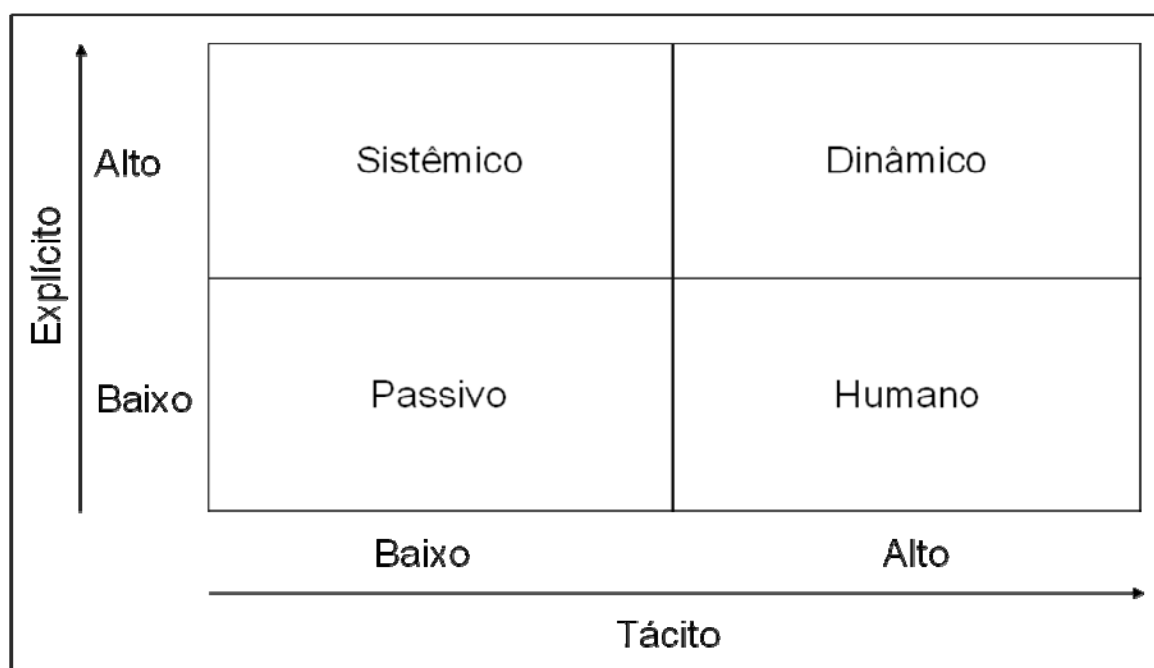 Explícito
Alto
Sistêmico
Dinâmico
Baixo
Passivo
Humano
Baixo
Alto
Tácito